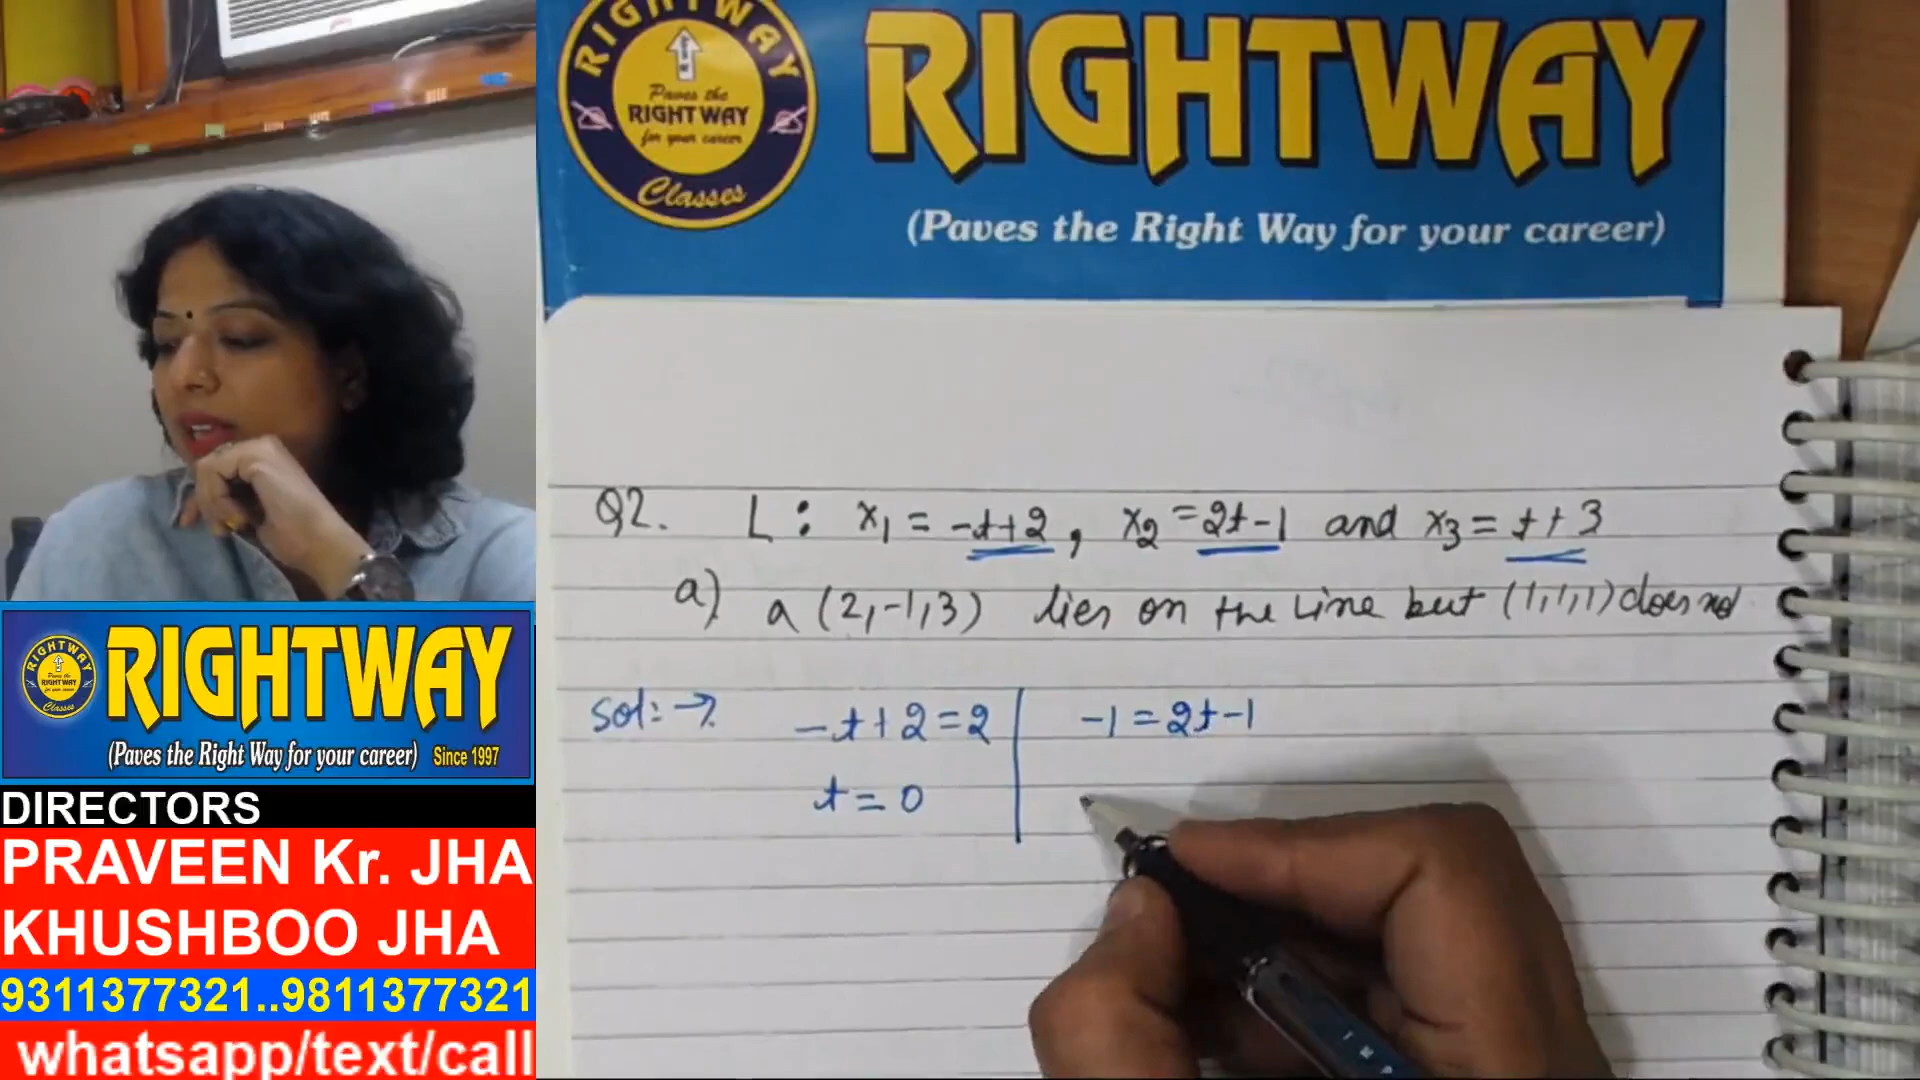 RIGHTWAY
Paves the
RIGHTWAY
for your career
Classes
RIGHTWAY
(Paves the Right Way for your career)
Q2. L : x₁ = -t+2 , x₂ = 2t-1 and x₃ = t+3
a) a (2,-1,3) lies on the Line but (1,1,1) does not
Sol:→ -t+2=2 | -1=2t-1
t=0
RIGHTWAY
Classes
RIGHTWAY
(Paves the Right Way for your career) Since 1997
DIRECTORS
PRAVEEN Kr. JHA
KHUSHBOO JHA
9311377321..9811377321
whatsapp/text/call